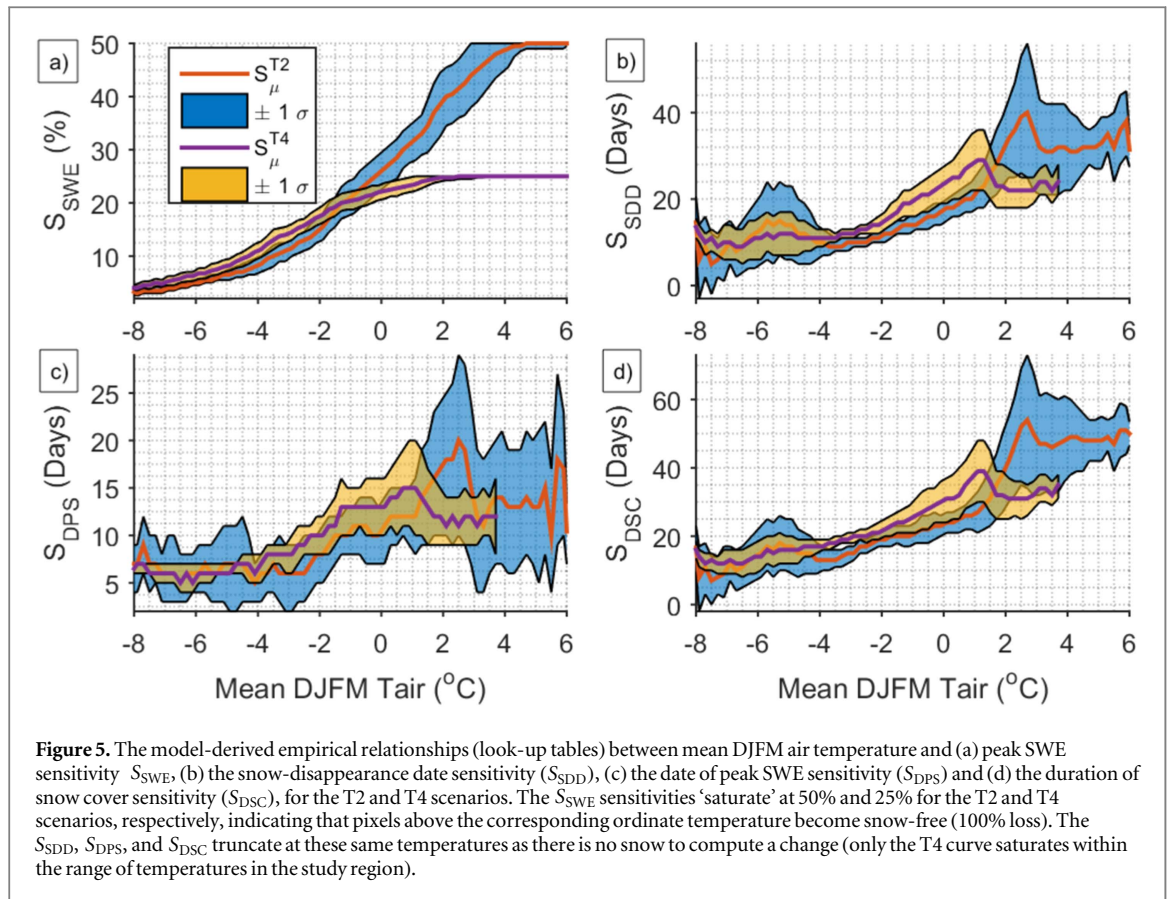 a)
50
40
30
20
10
S_SWE (%)
S_μ^T2
± 1 σ
S_μ^T4
± 1 σ
-8 -6 -4 -2 0 2 4 6
b)
40
20
0
S_SDD (Days)
-8 -6 -4 -2 0 2 4 6
c)
25
20
15
10
5
S_DPS (Days)
-8 -6 -4 -2 0 2 4 6
Mean DJFM Tair (°C)
d)
60
40
20
0
S_DSC (Days)
-8 -6 -4 -2 0 2 4 6
Mean DJFM Tair (°C)
Figure 5. The model-derived empirical relationships (look-up tables) between mean DJFM air temperature and (a) peak SWE
sensitivity S_SWE, (b) the snow-disappearance date sensitivity (S_SDD), (c) the date of peak SWE sensitivity (S_DPS) and (d) the duration of
snow cover sensitivity (S_DSC), for the T2 and T4 scenarios. The S_SWE sensitivities ‘saturate’ at 50% and 25% for the T2 and T4
scenarios, respectively, indicating that pixels above the corresponding ordinate temperature become snow-free (100% loss). The
S_SDD, S_DPS, and S_DSC truncate at these same temperatures as there is no snow to compute a change (only the T4 curve saturates within
the range of temperatures in the study region).